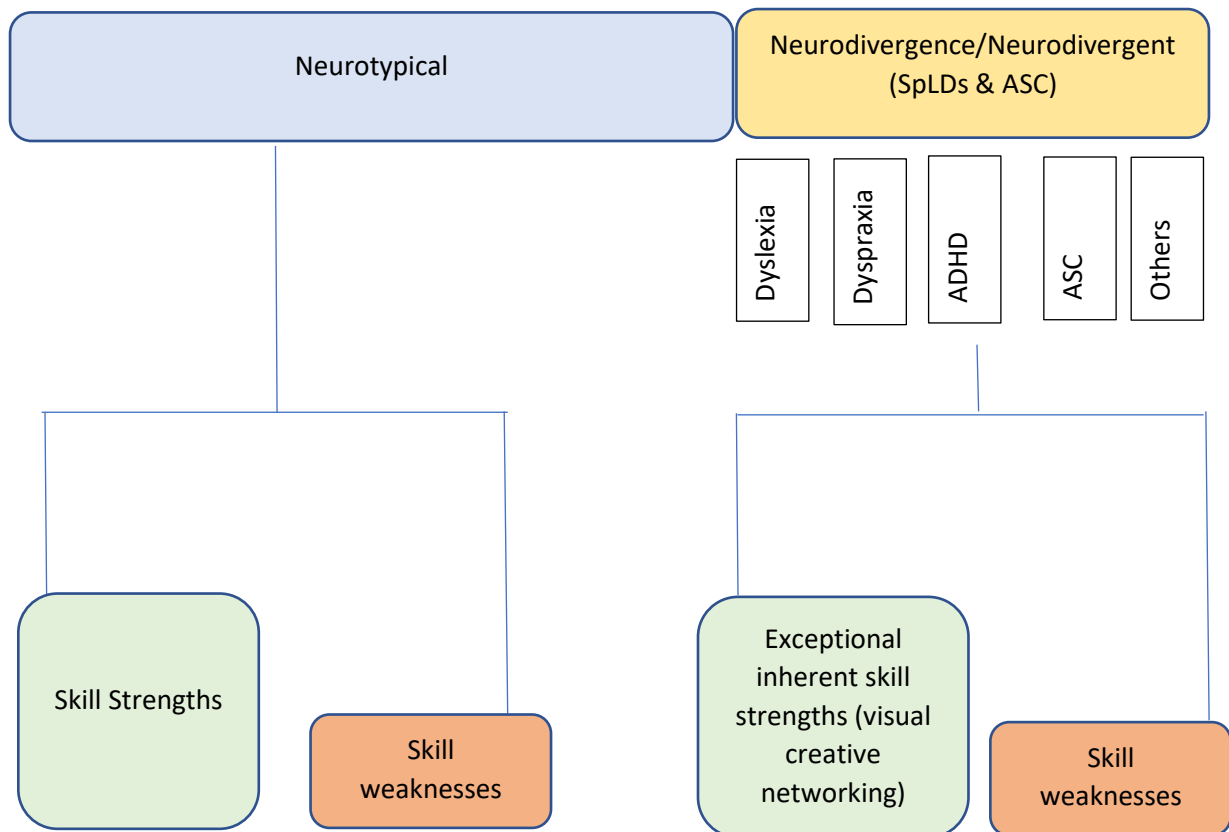 Neurotypical
Neurodivergence/Neurodivergent
(SpLDs & ASC)
Dyslexia
Dyspraxia
ADHD
ASC
Others
Skill Strengths
Skill
weaknesses
Exceptional
inherent skill
strengths (visual
creative
networking)
Skill
weaknesses